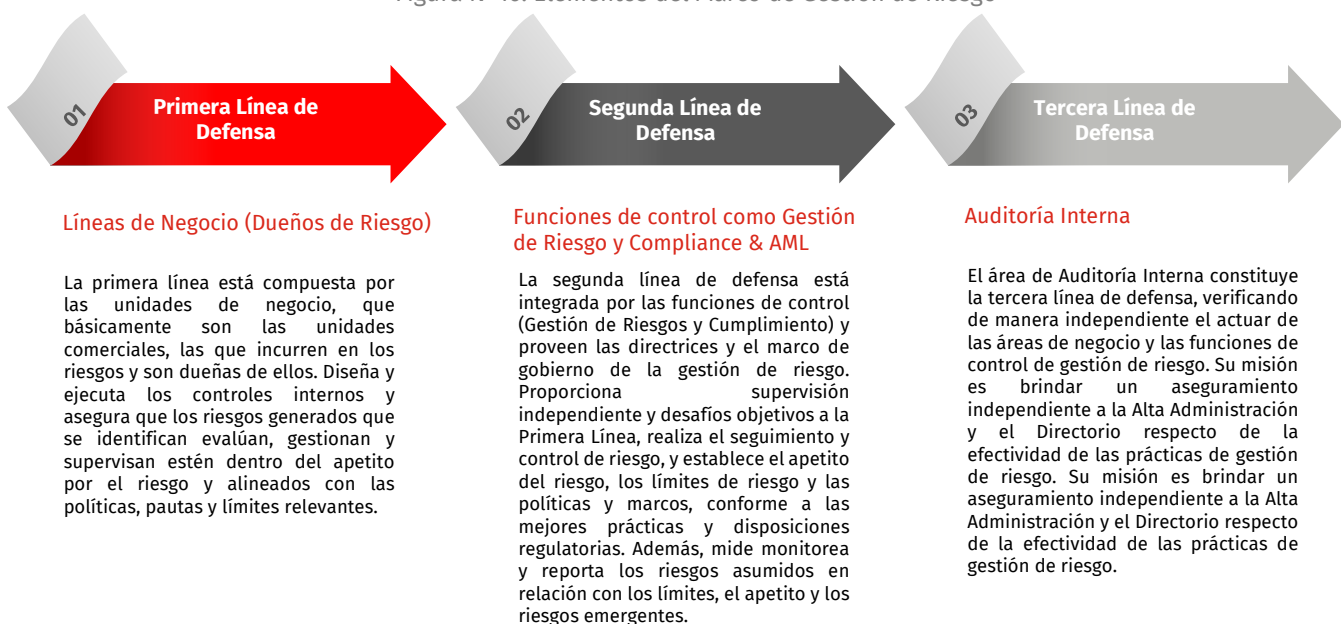 01
Primera Línea de
Defensa
Líneas de Negocio (Dueños de Riesgo)
La primera línea está compuesta por
las unidades de negocio, que
básicamente son las unidades
comerciales, las que incurren en los
riesgos y son dueñas de ellos. Diseña y
ejecuta los controles internos y
asegura que los riesgos generados que
se identifican evalúan, gestionan y
supervisan estén dentro del apetito
por el riesgo y alineados con las
políticas, pautas y límites relevantes.
02
Segunda Línea de
Defensa
Funciones de control como Gestión
de Riesgo y Compliance & AML
La segunda línea de defensa está
integrada por las funciones de control
(Gestión de Riesgos y Cumplimiento) y
proveen las directrices y el marco de
gobierno de la gestión de riesgo.
Proporciona supervisión
independiente y desafíos objetivos a la
Primera Línea, realiza el seguimiento y
control de riesgo, y establece el apetito
del riesgo, los límites de riesgo y las
políticas y marcos, conforme a las
mejores prácticas y disposiciones
regulatorias. Además, mide monitorea
y reporta los riesgos asumidos en
relación con los límites, el apetito y los
riesgos emergentes.
03
Tercera Línea de
Defensa
Auditoría Interna
El área de Auditoría Interna constituye
la tercera línea de defensa, verificando
de manera independiente el actuar de
las áreas de negocio y las funciones de
control de gestión de riesgo. Su misión
es brindar un aseguramiento
independiente a la Alta Administración
y el Directorio respecto de la
efectividad de las prácticas de gestión
de riesgo. Su misión es brindar un
aseguramiento independiente a la Alta
Administración y el Directorio respecto
de la efectividad de las prácticas de
gestión de riesgo.